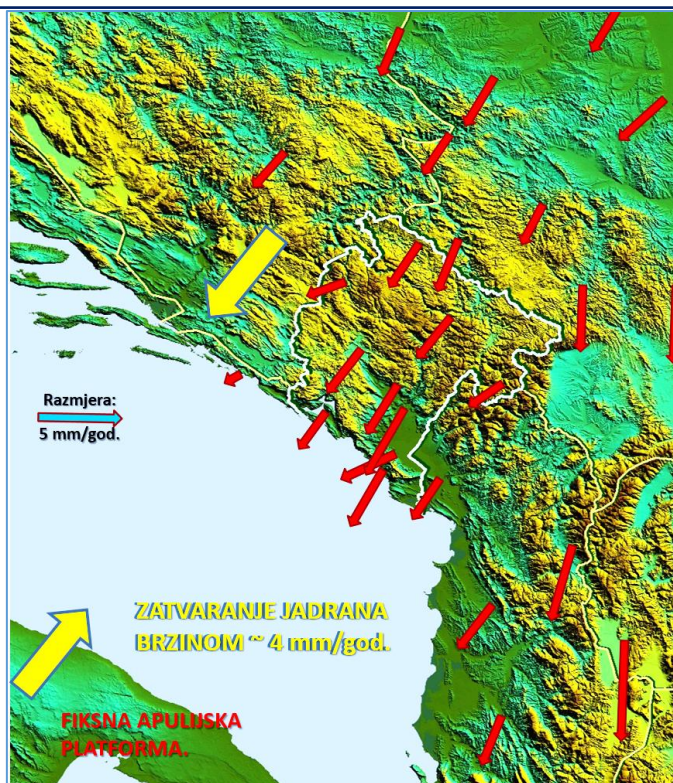 Razmjera:
5 mm/god.
ZATVARANJE JADRANA
BRZINOM ~ 4 mm/god.
FIKSNA APULIJSKA
PLATFORMA.